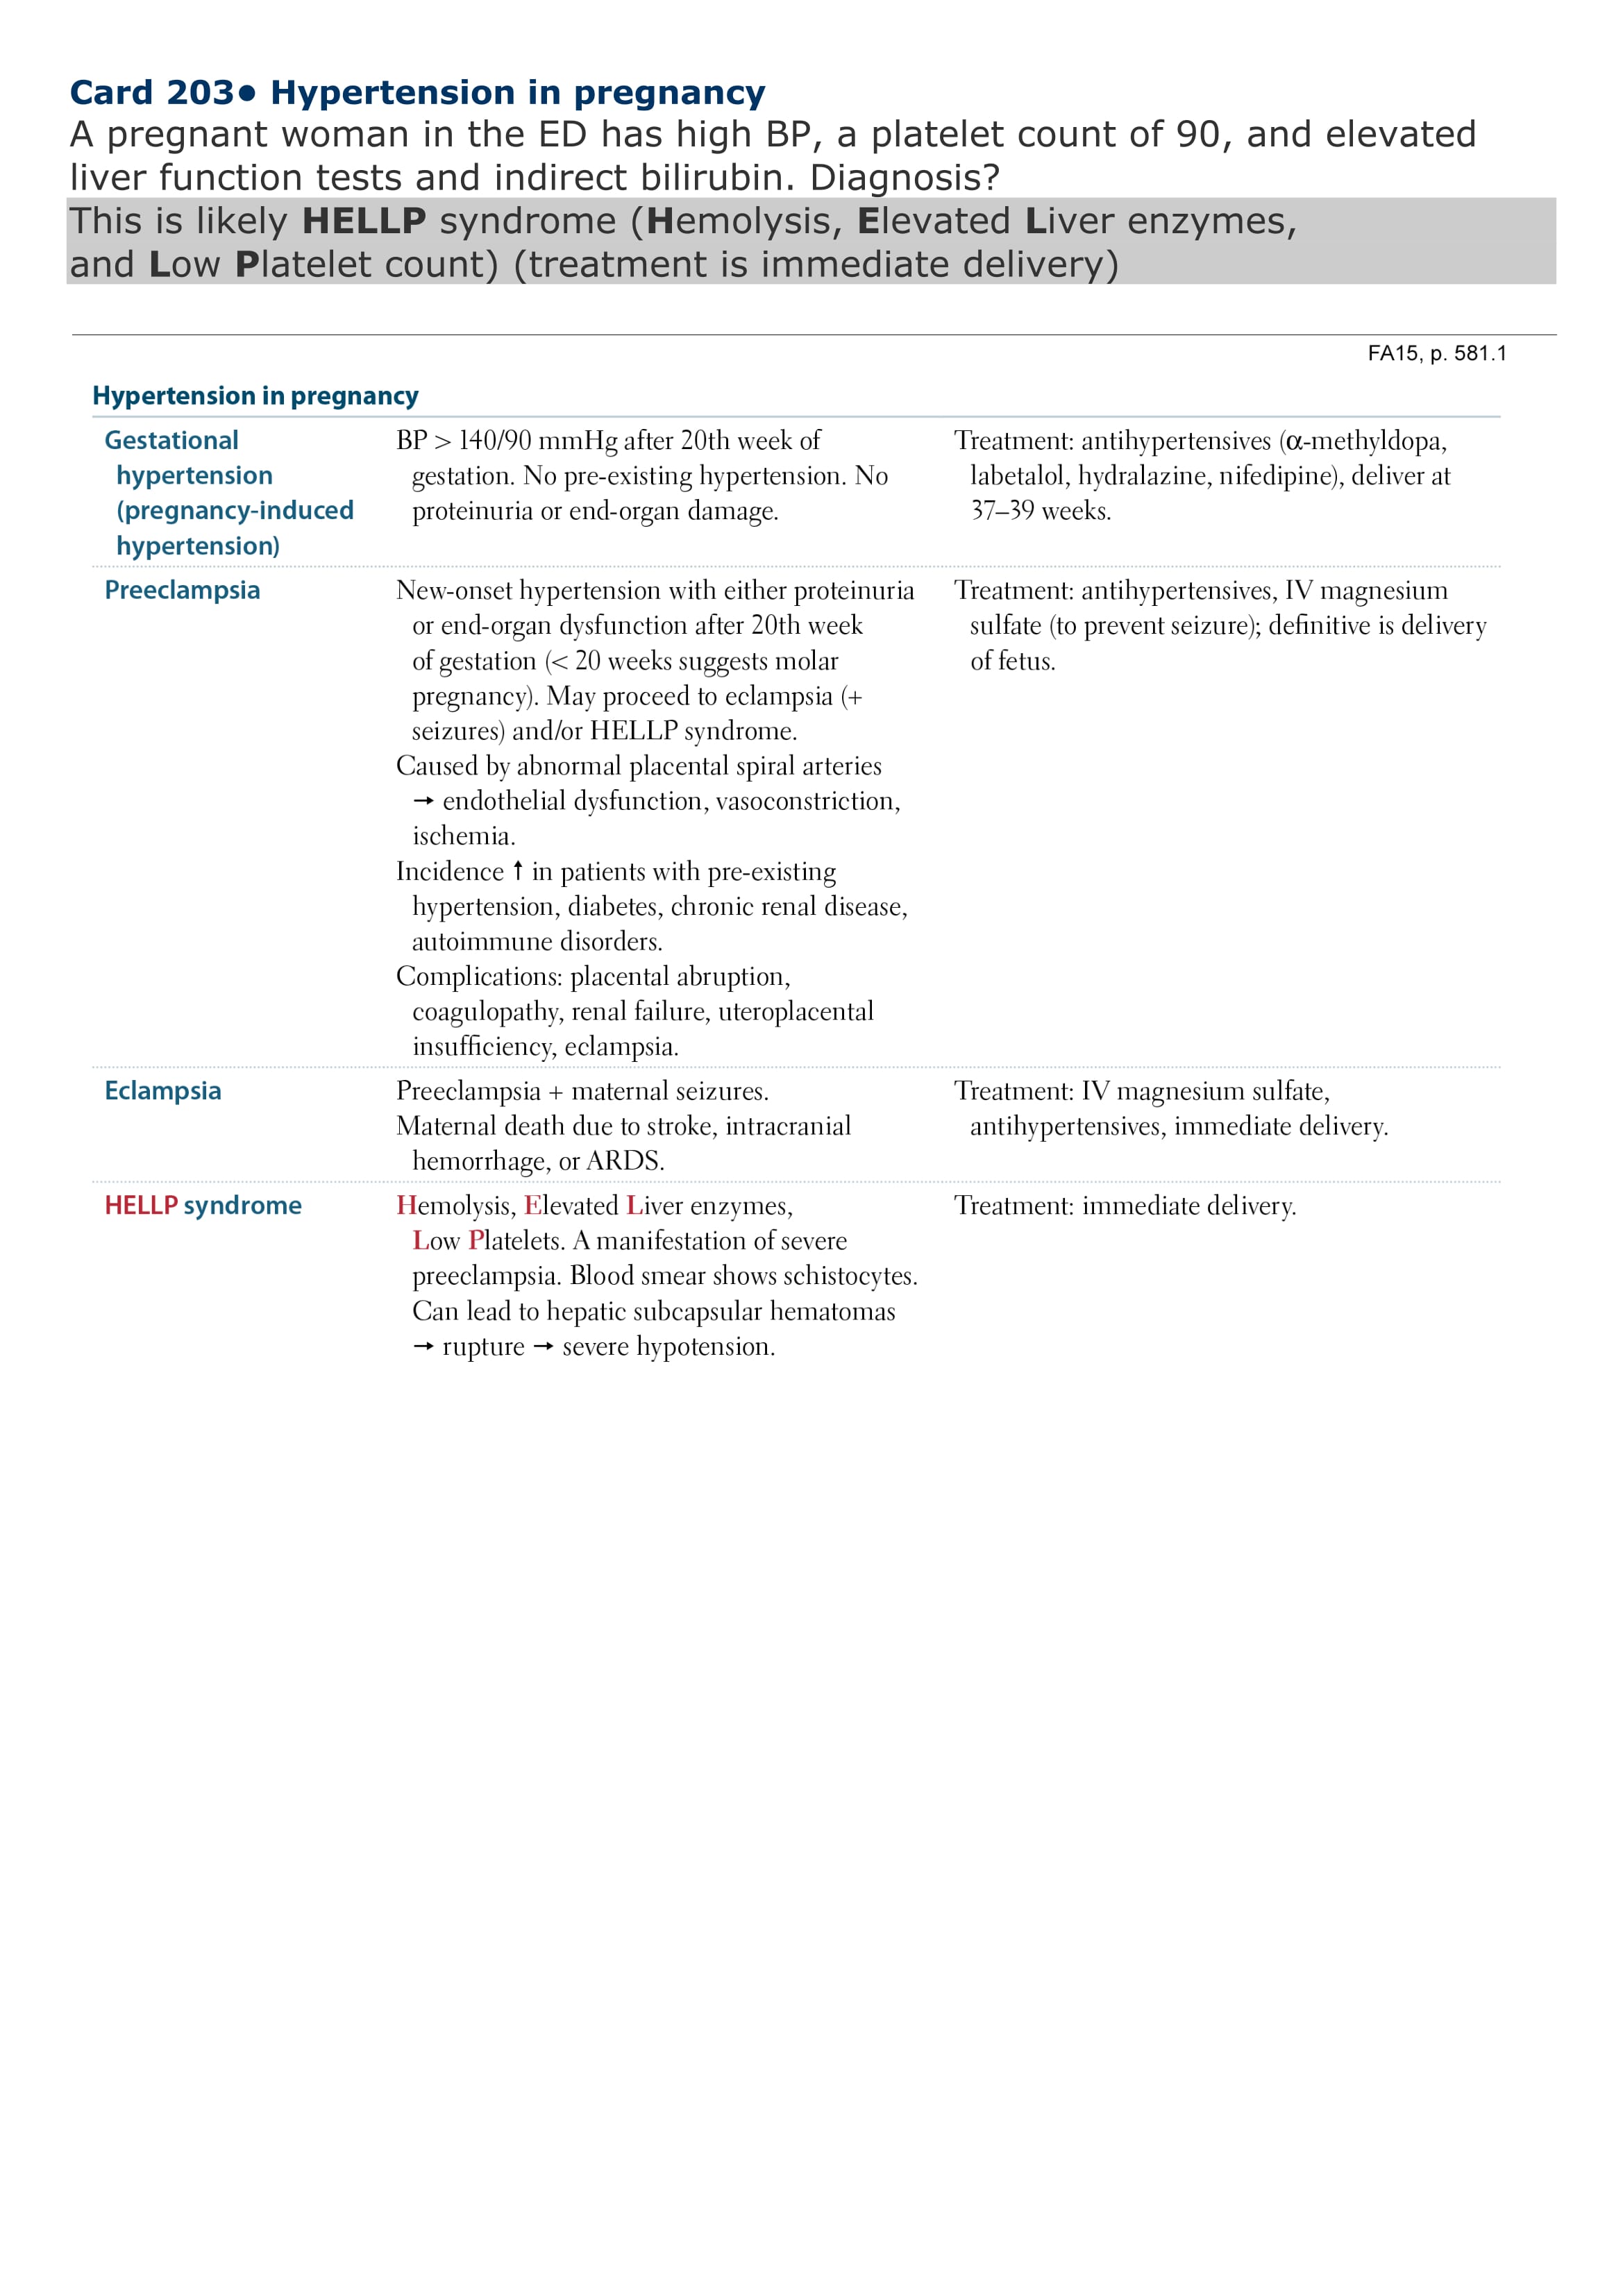 Card 203• Hypertension in pregnancy
A pregnant woman in the ED has high BP, a platelet count of 90, and elevated
liver function tests and indirect bilirubin. Diagnosis?
This is likely HELLP syndrome (Hemolysis, Elevated Liver enzymes,
and Low Platelet count) (treatment is immediate delivery)
FA15, p. 581.1
Hypertension in pregnancy
Gestational
hypertension
(pregnancy-induced
hypertension)
BP > 140/90 mmHg after 20th week of
gestation. No pre-existing hypertension. No
proteinuria or end-organ damage.
Treatment: antihypertensives (α-methyldopa,
labetalol, hydralazine, nifedipine), deliver at
37–39 weeks.
Preeclampsia
New-onset hypertension with either proteinuria
or end-organ dysfunction after 20th week
of gestation (< 20 weeks suggests molar
pregnancy). May proceed to eclampsia (+
seizures) and/or HELLP syndrome.
Caused by abnormal placental spiral arteries
→ endothelial dysfunction, vasoconstriction,
ischemia.
Incidence ↑ in patients with pre-existing
hypertension, diabetes, chronic renal disease,
autoimmune disorders.
Complications: placental abruption,
coagulopathy, renal failure, uteroplacental
insufficiency, eclampsia.
Treatment: antihypertensives, IV magnesium
sulfate (to prevent seizure); definitive is delivery
of fetus.
Eclampsia
Preeclampsia + maternal seizures.
Maternal death due to stroke, intracranial
hemorrhage, or ARDS.
Treatment: IV magnesium sulfate,
antihypertensives, immediate delivery.
HELLP syndrome
Hemolysis, Elevated Liver enzymes,
Low Platelets. A manifestation of severe
preeclampsia. Blood smear shows schistocytes.
Can lead to hepatic subcapsular hematomas
→ rupture → severe hypotension.
Treatment: immediate delivery.